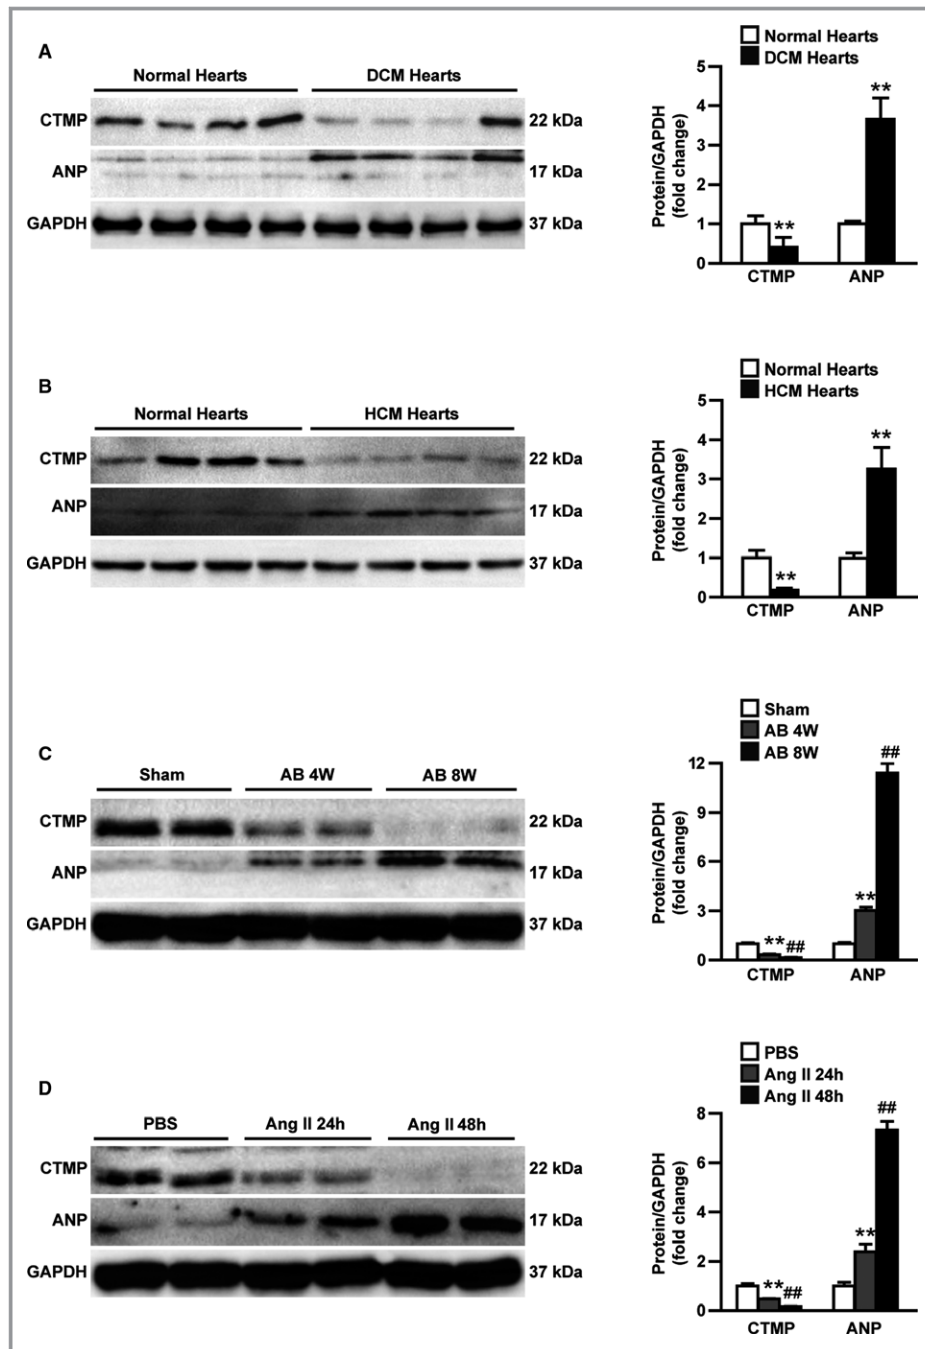 A
Normal Hearts DCM Hearts
CTMP 22 kDa
ANP 17 kDa
GAPDH 37 kDa
Normal Hearts
DCM Hearts
Protein/GAPDH
(fold change)
5
4
3
2
1
0
**
**
CTMP ANP
B
Normal Hearts HCM Hearts
CTMP 22 kDa
ANP 17 kDa
GAPDH 37 kDa
Normal Hearts
HCM Hearts
Protein/GAPDH
(fold change)
5
4
3
2
1
0
**
**
CTMP ANP
C
Sham AB 4W AB 8W
CTMP 22 kDa
ANP 17 kDa
GAPDH 37 kDa
Sham
AB 4W
AB 8W
Protein/GAPDH
(fold change)
12
9
6
3
0
** ##
** ##
CTMP ANP
D
PBS Ang II 24h Ang II 48h
CTMP 22 kDa
ANP 17 kDa
GAPDH 37 kDa
PBS
Ang II 24h
Ang II 48h
Protein/GAPDH
(fold change)
8
6
4
2
0
** ##
** ##
CTMP ANP